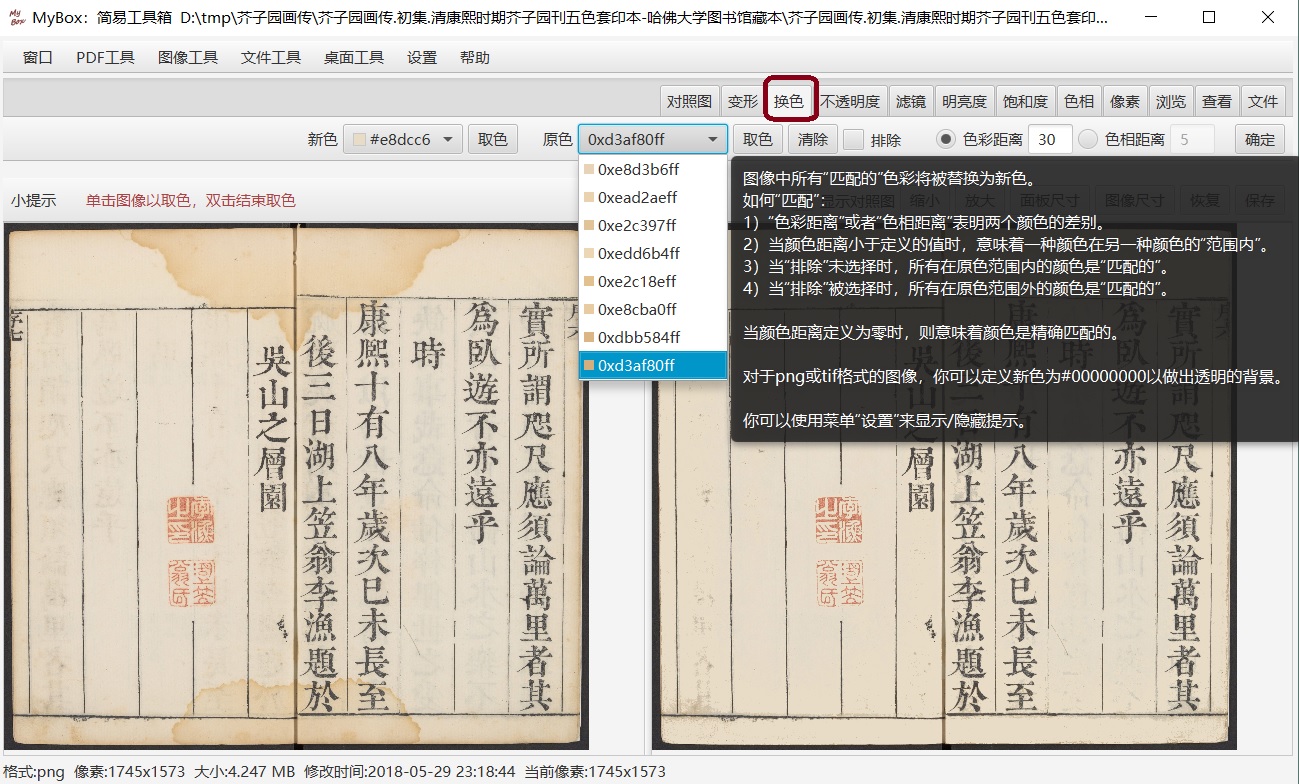 MyBox：简易工具箱 D:\tmp\芥子园画传\芥子园画传.初集.清康熙时期芥子园刊五色套印本-哈佛大学图书馆藏本\芥子园画传.初集.清康熙时期芥子园刊五色套印...
窗口 PDF工具 图像工具 文件工具 桌面工具 设置 帮助
对照图 变形 换色 不透明度 滤镜 明亮度 饱和度 色相 像素 浏览 查看 文件
新色 #e8dcc6 取色 原色 0xd3af80ff 取色 清除 排除 色彩距离 30 色相距离 5 确定
0xe8d3b6ff
0xead2aeff
0xe2c397ff
0xedd6b4ff
0xe2c18eff
0xe8cba0ff
0xdbb584ff
0xd3af80ff
图像中所有“匹配的”色彩将被替换为新色。
如何“匹配”：
1）“色彩距离”或者“色相距离”表明两个颜色的差别。
2）当颜色距离小于定义的值时，意味着一种颜色在另一种颜色的“范围内”。
3）当“排除”未选择时，所有在原色范围内的颜色是“匹配的”。
4）当“排除”被选择时，所有在原色范围外的颜色是“匹配的”。
当颜色距离定义为零时，则意味着颜色是精确匹配的。
对于png或tif格式的图像，你可以定义新色为#00000000以做出透明的背景。
你可以使用菜单“设置”来显示/隐藏提示。
小提示 单击图像以取色，双击结束取色
显示对照图 缩小 放大 面板尺寸 图像尺寸 恢复 保存
實所謂咫尺應須論萬里者其
爲臥遊不亦遠乎
時
康熙十有八年歲次已未長至
後三日湖上笠翁李漁題於
吳山之層園
序七
尺應須論萬里者其
亦遠乎
八年歲次已未長至
湖上笠翁李漁題於
層園
格式:png 像素:1745x1573 大小:4.247 MB 修改时间:2018-05-29 23:18:44 当前像素:1745x1573